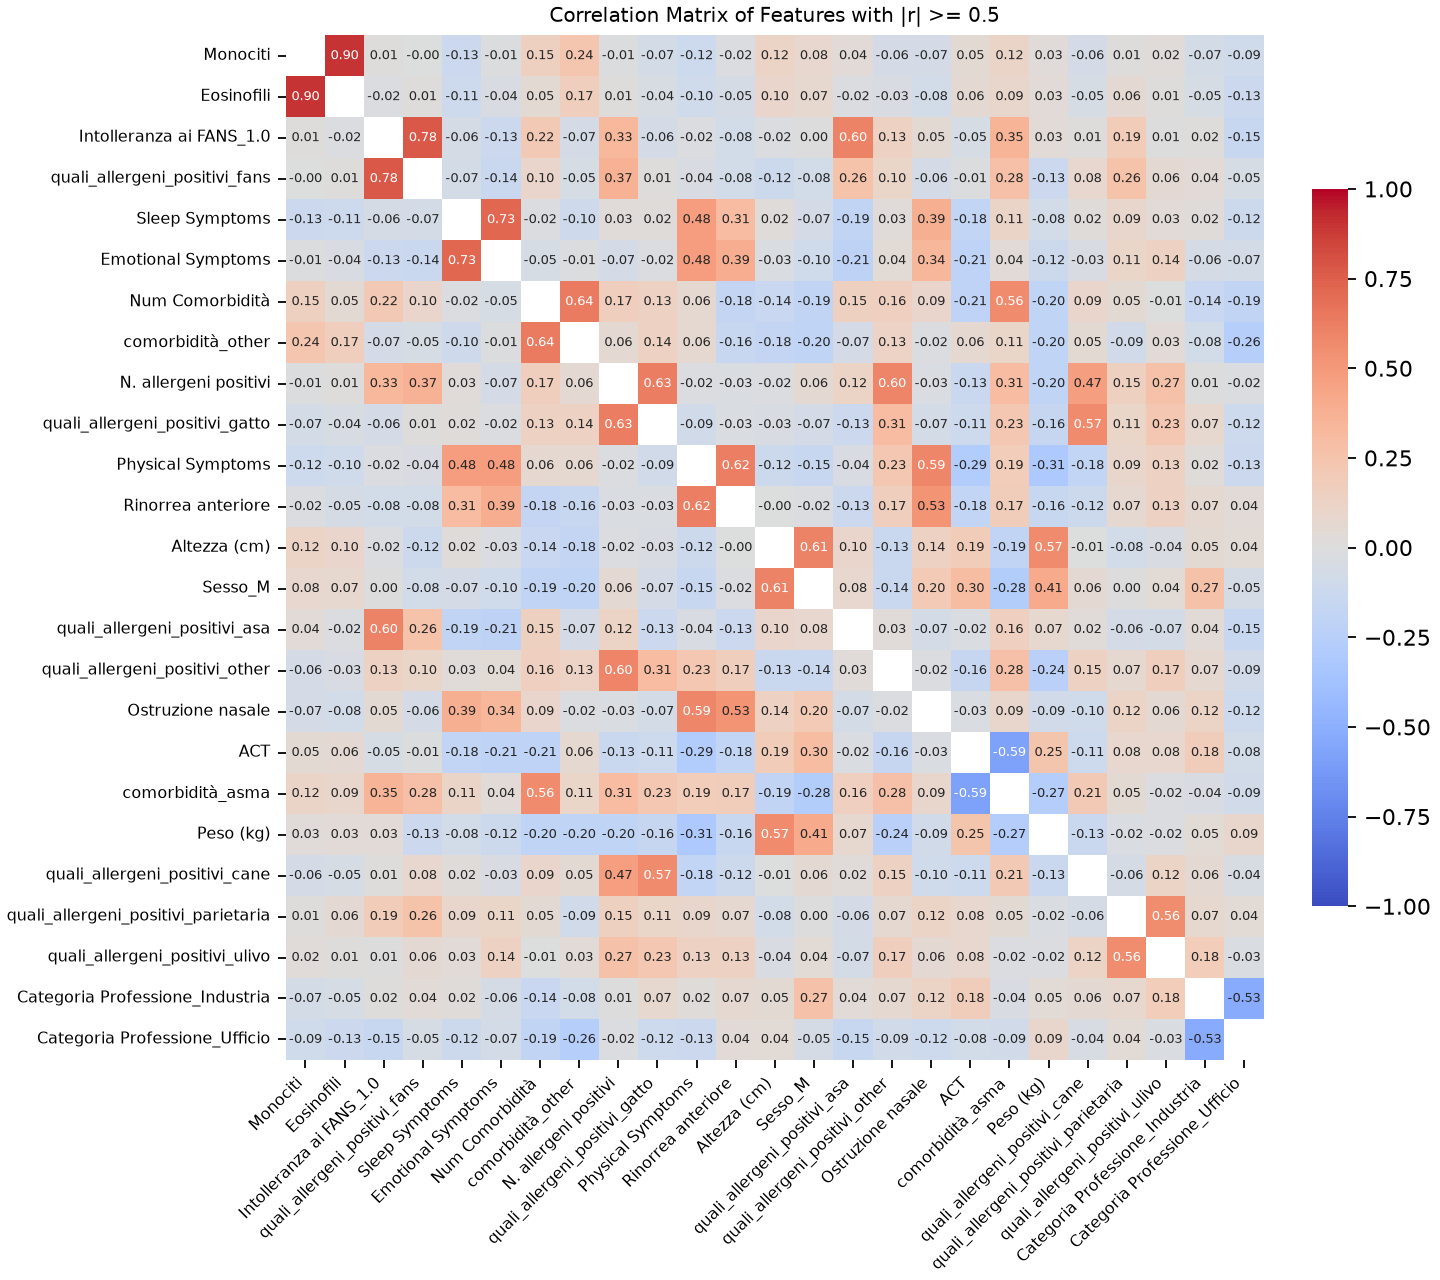 Correlation Matrix of Features with |r| >= 0.5
Monociti 0.90 0.01 -0.00 -0.13 -0.01 0.15 0.24 -0.01 -0.07 -0.12 -0.02 0.12 0.08 0.04 -0.06 -0.07 0.05 0.12 0.03 -0.06 0.01 0.02 -0.07 -0.09
Eosinofili 0.90 -0.02 0.01 -0.11 -0.04 0.05 0.17 0.01 -0.04 -0.10 -0.05 0.10 0.07 -0.02 -0.03 -0.08 0.06 0.09 0.03 -0.05 0.06 0.01 -0.05 -0.13
Intolleranza ai FANS_1.0 0.01 -0.02 0.78 -0.06 -0.13 0.22 -0.07 0.33 -0.06 -0.02 -0.08 -0.02 0.00 0.60 0.13 0.05 -0.05 0.35 0.03 0.01 0.19 0.01 0.02 -0.15
quali_allergeni_positivi_fans -0.00 0.01 0.78 -0.07 -0.14 0.10 -0.05 0.37 0.01 -0.04 -0.08 -0.12 -0.08 0.26 0.10 -0.06 -0.01 0.28 -0.13 0.08 0.26 0.06 0.04 -0.05
Sleep Symptoms -0.13 -0.11 -0.06 -0.07 0.73 -0.02 -0.10 0.03 0.02 0.48 0.31 0.02 -0.07 -0.19 0.03 0.39 -0.18 0.11 -0.08 0.02 0.09 0.03 0.02 -0.12
Emotional Symptoms -0.01 -0.04 -0.13 -0.14 0.73 -0.05 -0.01 -0.07 -0.02 0.48 0.39 -0.03 -0.10 -0.21 0.04 0.34 -0.21 0.04 -0.12 -0.03 0.11 0.14 -0.06 -0.07
Num Comorbidità 0.15 0.05 0.22 0.10 -0.02 -0.05 0.64 0.17 0.13 0.06 -0.18 -0.14 -0.19 0.15 0.16 0.09 -0.21 0.56 -0.20 0.09 0.05 -0.01 -0.14 -0.19
comorbidità_other 0.24 0.17 -0.07 -0.05 -0.10 -0.01 0.64 0.06 0.14 0.06 -0.16 -0.18 -0.20 -0.07 0.13 -0.02 0.06 0.11 -0.20 0.05 -0.09 0.03 -0.08 -0.26
N. allergeni positivi -0.01 0.01 0.33 0.37 0.03 -0.07 0.17 0.06 0.63 -0.02 -0.03 -0.02 0.06 0.12 0.60 -0.03 -0.13 0.31 -0.20 0.47 0.15 0.27 0.01 -0.02
quali_allergeni_positivi_gatto -0.07 -0.04 -0.06 0.01 0.02 -0.02 0.13 0.14 0.63 -0.09 -0.03 -0.03 -0.07 -0.13 0.31 -0.07 -0.11 0.23 -0.16 0.57 0.11 0.23 0.07 -0.12
Physical Symptoms -0.12 -0.10 -0.02 -0.04 0.48 0.48 0.06 0.06 -0.02 -0.09 0.62 -0.12 -0.15 -0.04 0.23 0.59 -0.29 0.19 -0.31 -0.18 0.09 0.13 0.02 -0.13
Rinorrea anteriore -0.02 -0.05 -0.08 -0.08 0.31 0.39 -0.18 -0.16 -0.03 -0.03 0.62 -0.00 -0.02 -0.13 0.17 0.53 -0.18 0.17 -0.16 -0.12 0.07 0.13 0.07 0.04
Altezza (cm) 0.12 0.10 -0.02 -0.12 0.02 -0.03 -0.14 -0.18 -0.02 -0.03 -0.12 -0.00 0.61 0.10 -0.13 0.14 0.19 -0.19 0.57 -0.01 -0.08 -0.04 0.05 0.04
Sesso_M 0.08 0.07 0.00 -0.08 -0.07 -0.10 -0.19 -0.20 0.06 -0.07 -0.15 -0.02 0.61 0.08 -0.14 0.20 0.30 -0.28 0.41 0.06 0.00 0.04 0.27 -0.05
quali_allergeni_positivi_asa 0.04 -0.02 0.60 0.26 -0.19 -0.21 0.15 -0.07 0.12 -0.13 -0.04 -0.13 0.10 0.08 0.03 -0.07 -0.02 0.16 0.07 0.02 -0.06 -0.07 0.04 -0.15
quali_allergeni_positivi_other -0.06 -0.03 0.13 0.10 0.03 0.04 0.16 0.13 0.60 0.31 0.23 0.17 -0.13 -0.14 0.03 -0.02 -0.16 0.28 -0.24 0.15 0.07 0.17 0.07 -0.09
Ostruzione nasale -0.07 -0.08 0.05 -0.06 0.39 0.34 0.09 -0.02 -0.03 -0.07 0.59 0.53 0.14 0.20 -0.07 -0.02 -0.03 0.09 -0.09 -0.10 0.12 0.06 0.12 -0.12
ACT 0.05 0.06 -0.05 -0.01 -0.18 -0.21 -0.21 0.06 -0.13 -0.11 -0.29 -0.18 0.19 0.30 -0.02 -0.16 -0.03 -0.59 0.25 -0.11 0.08 0.08 0.18 -0.08
comorbidità_asma 0.12 0.09 0.35 0.28 0.11 0.04 0.56 0.11 0.31 0.23 0.19 0.17 -0.19 -0.28 0.16 0.28 0.09 -0.59 -0.27 0.21 0.05 -0.02 -0.04 -0.09
Peso (kg) 0.03 0.03 0.03 -0.13 -0.08 -0.12 -0.20 -0.20 -0.20 -0.16 -0.31 -0.16 0.57 0.41 0.07 -0.24 -0.09 0.25 -0.27 -0.13 -0.02 -0.02 0.05 0.09
quali_allergeni_positivi_cane -0.06 -0.05 0.01 0.08 0.02 -0.03 0.09 0.05 0.47 0.57 -0.18 -0.12 -0.01 0.06 0.02 0.15 -0.10 -0.11 0.21 -0.13 -0.06 0.12 0.06 -0.04
quali_allergeni_positivi_parietaria 0.01 0.06 0.19 0.26 0.09 0.11 0.05 -0.09 0.15 0.11 0.09 0.07 -0.08 0.00 -0.06 0.07 0.12 0.08 0.05 -0.02 -0.06 0.56 0.07 0.04
quali_allergeni_positivi_ulivo 0.02 0.01 0.01 0.06 0.03 0.14 -0.01 0.03 0.27 0.23 0.13 0.13 -0.04 0.04 -0.07 0.17 0.06 0.08 -0.02 -0.02 0.12 0.56 0.18 -0.03
Categoria Professione_Industria -0.07 -0.05 0.02 0.04 0.02 -0.06 -0.14 -0.08 0.01 0.07 0.02 0.07 0.05 0.27 0.04 0.07 0.12 0.18 -0.04 0.05 0.06 0.07 0.18 -0.53
Categoria Professione_Ufficio -0.09 -0.13 -0.15 -0.05 -0.12 -0.07 -0.19 -0.26 -0.02 -0.12 -0.13 0.04 0.04 -0.05 -0.15 -0.09 -0.12 -0.08 -0.09 0.09 -0.04 0.04 -0.03 -0.53
Monociti
Eosinofili
Intolleranza ai FANS_1.0
quali_allergeni_positivi_fans
Sleep Symptoms
Emotional Symptoms
Num Comorbidità
comorbidità_other
N. allergeni positivi
quali_allergeni_positivi_gatto
Physical Symptoms
Rinorrea anteriore
Altezza (cm)
Sesso_M
quali_allergeni_positivi_asa
quali_allergeni_positivi_other
Ostruzione nasale
ACT
comorbidità_asma
Peso (kg)
quali_allergeni_positivi_cane
quali_allergeni_positivi_parietaria
quali_allergeni_positivi_ulivo
Categoria Professione_Industria
Categoria Professione_Ufficio
1.00
0.75
0.50
0.25
0.00
−0.25
−0.50
−0.75
−1.00